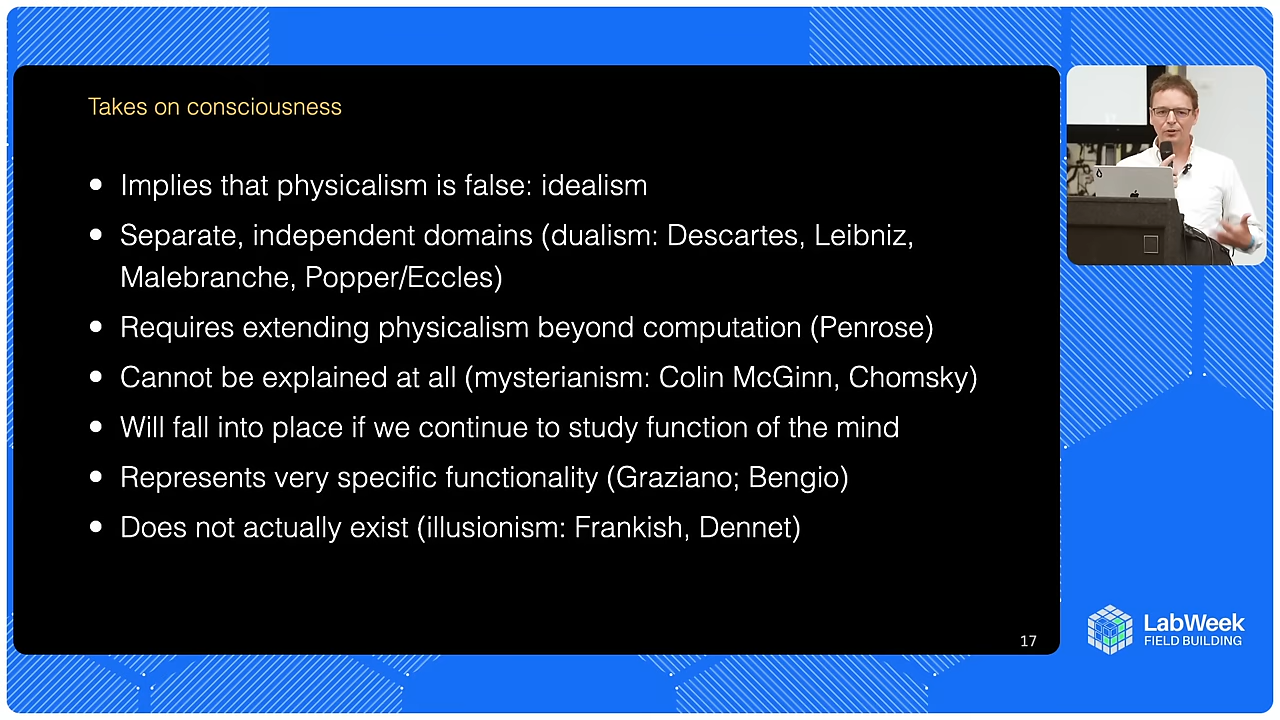 Takes on consciousness
• Implies that physicalism is false: idealism
• Separate, independent domains (dualism: Descartes, Leibniz,
Malebranche, Popper/Eccles)
• Requires extending physicalism beyond computation (Penrose)
• Cannot be explained at all (mysterianism: Colin McGinn, Chomsky)
• Will fall into place if we continue to study function of the mind
• Represents very specific functionality (Graziano; Bengio)
• Does not actually exist (illusionism: Frankish, Dennet)
17
LabWeek
FIELD BUILDING